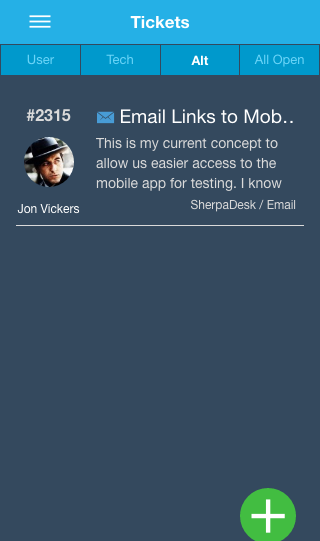 Tickets
User Tech Alt All Open
#2315
Email Links to Mob..
This is my current concept to
allow us easier access to the
mobile app for testing. I know
Jon Vickers
SherpaDesk / Email